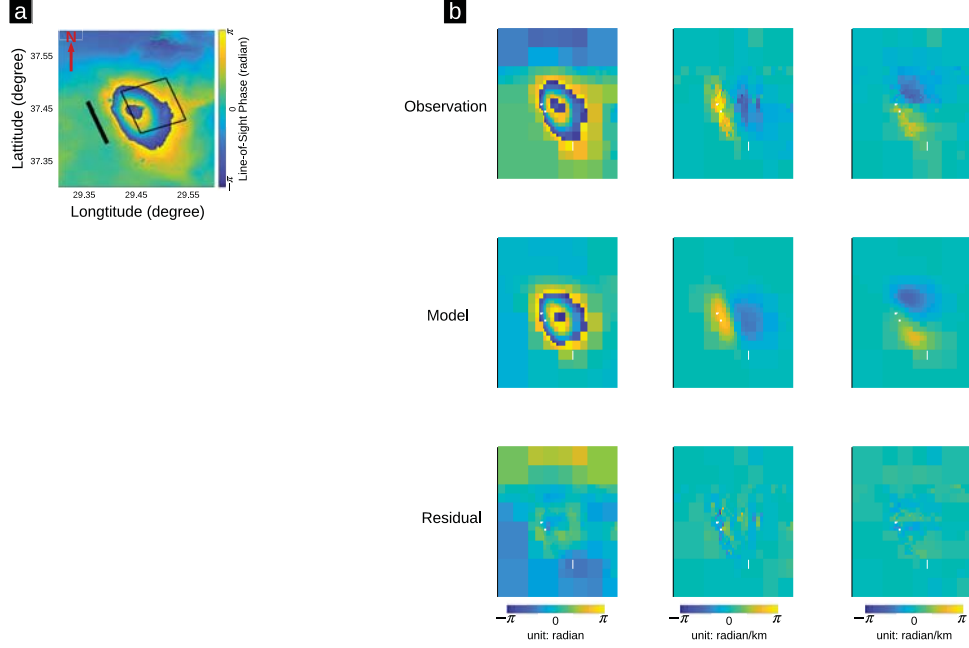 a
N
37.55
37.45
37.35
29.35 29.45 29.55
Lattitude (degree)
Longtitude (degree)
π
0
−π
Line-of-Sight Phase (radian)
b
Observation
Model
Residual
−π 0 π
unit: radian
−π 0 π
unit: radian/km
−π 0 π
unit: radian/km